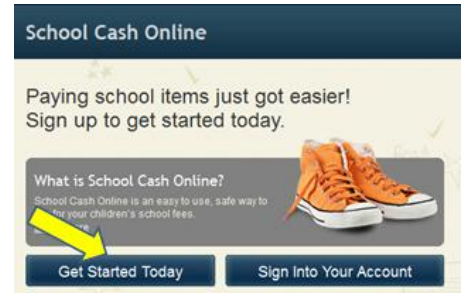 School Cash Online
Paying school items just got easier!
Sign up to get started today.
What is School Cash Online?
School Cash Online is an easy to use, safe way to
for your children's school fees.
Get Started Today
Sign Into Your Account